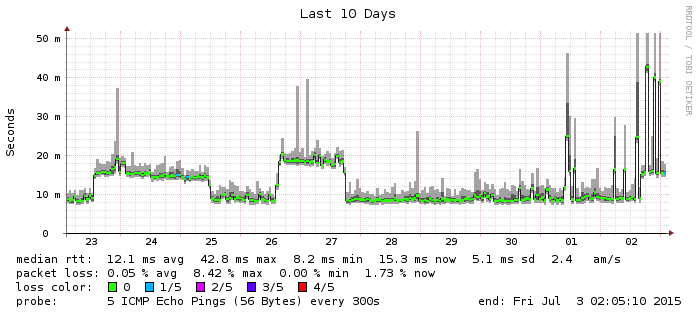 Last 10 Days
RRDTOOL / TOBI OETIKER
Seconds
50 m
40 m
30 m
20 m
10 m
0
23 24 25 26 27 28 29 30 01 02
median rtt: 12.1 ms avg 42.8 ms max 8.2 ms min 15.3 ms now 5.1 ms sd 2.4 am/s
packet loss: 0.05 % avg 8.42 % max 0.00 % min 1.73 % now
loss color: 0 1/5 2/5 3/5 4/5
probe: 5 ICMP Echo Pings (56 Bytes) every 300s end: Fri Jul 3 02:05:10 2015